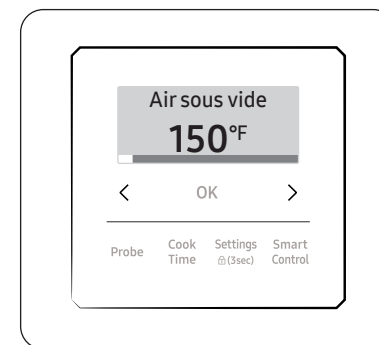 Air sous vide
150°F
< OK >
Probe Cook Time Settings (3sec) Smart Control